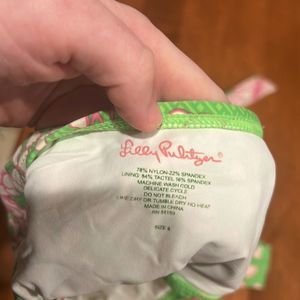 Lilly Pulitzer®
78% NYLON-22% SPANDEX
LINING: 84% TACTEL 16% SPANDEX
MACHINE WASH COLD
DELICATE CYCLE
DO NOT BLEACH
LINE DRY OR TUMBLE DRY NO HEAT
MADE IN CHINA
SIZE